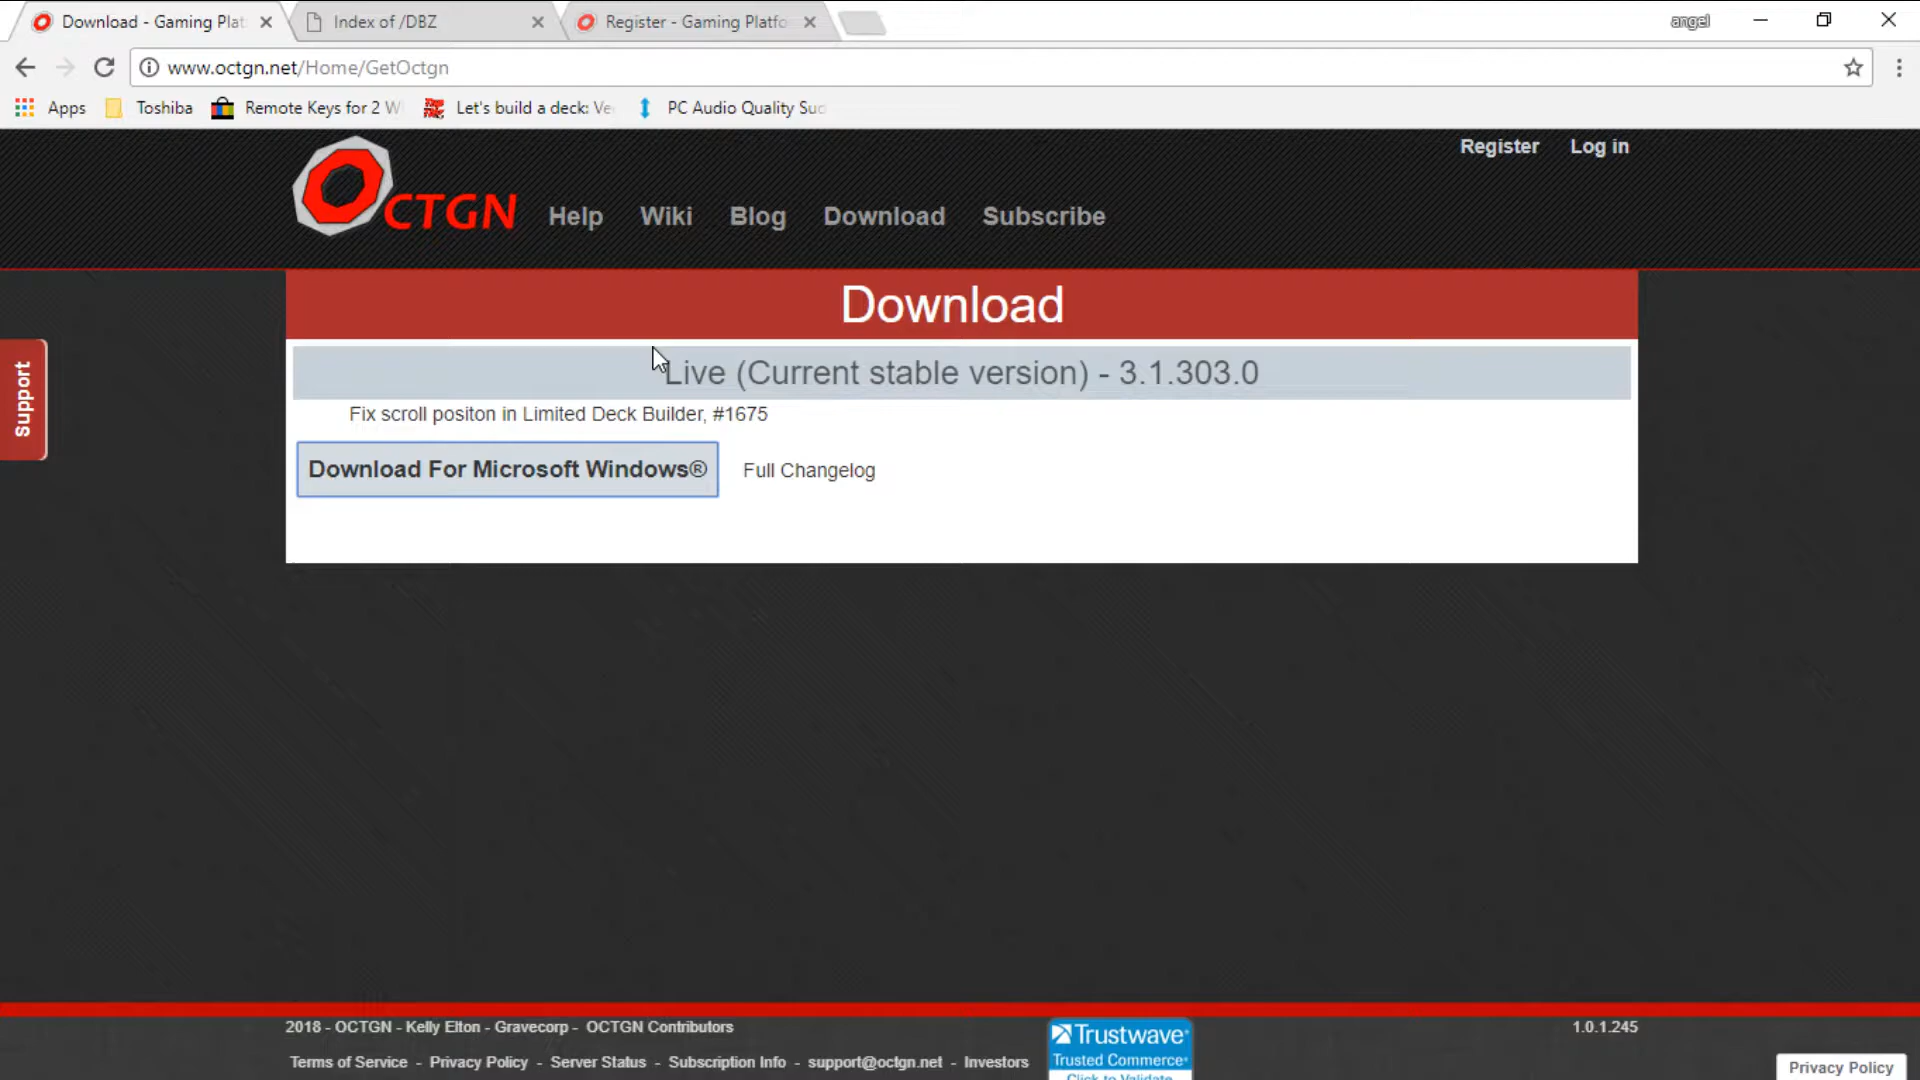 Download - Gaming Plat
Index of /DBZ
Register - Gaming Platfo
angel
www.octgn.net/Home/GetOctgn
Apps
Toshiba
Remote Keys for 2 W
Let's build a deck: Ve
PC Audio Quality Suc
Register
Log in
OCTGN
Help
Wiki
Blog
Download
Subscribe
Download
Live (Current stable version) - 3.1.303.0
Fix scroll positon in Limited Deck Builder, #1675
Support
Download For Microsoft Windows®
Full Changelog
2018 - OCTGN - Kelly Elton - Gravecorp - OCTGN Contributors
1.0.1.245
Trustwave
Trusted Commerce
Click to Validate
Terms of Service - Privacy Policy - Server Status - Subscription Info - support@octgn.net - Investors
Privacy Policy